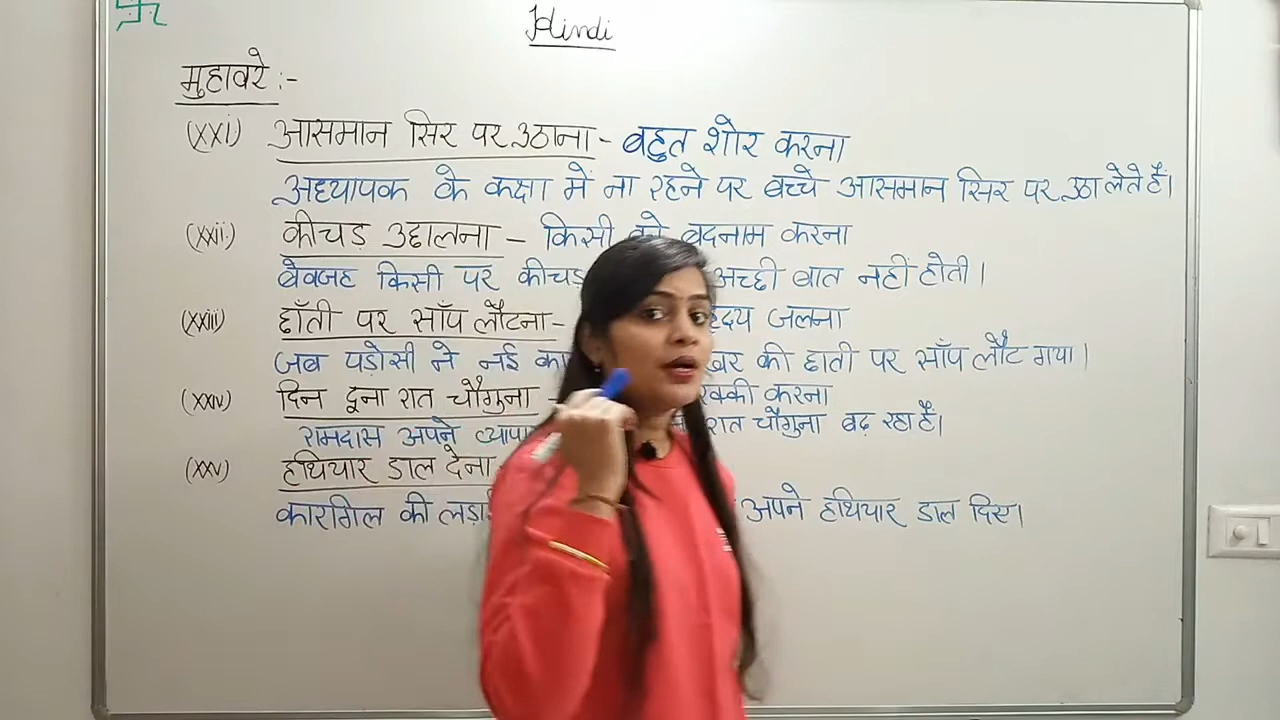 Hindi
मुहावरे :-
(xxi) आसमान सिर पर उठाना - बहुत शोर करना
अध्यापक के कक्षा में ना रहने पर बच्चे आसमान सिर पर उठा लेते हैं।
(xxii) कीचड़ उछालना - किसी को बदनाम करना
बेवजह किसी पर कीचड़ अच्छी बात नहीं होती।
(xxiii) छाँती पर साँप लौटना - हृदय जलना
जब पड़ोसी ने नई की छाती पर साँप लौट गया।
(xxiv) दिन दूना रात चौगुना - करना
रामदास अपने रात चौगुना बढ़ रहा हैं।
(xxv) हथियार डाल देना -
कारगिल की अपने हथियार डाल दिए।